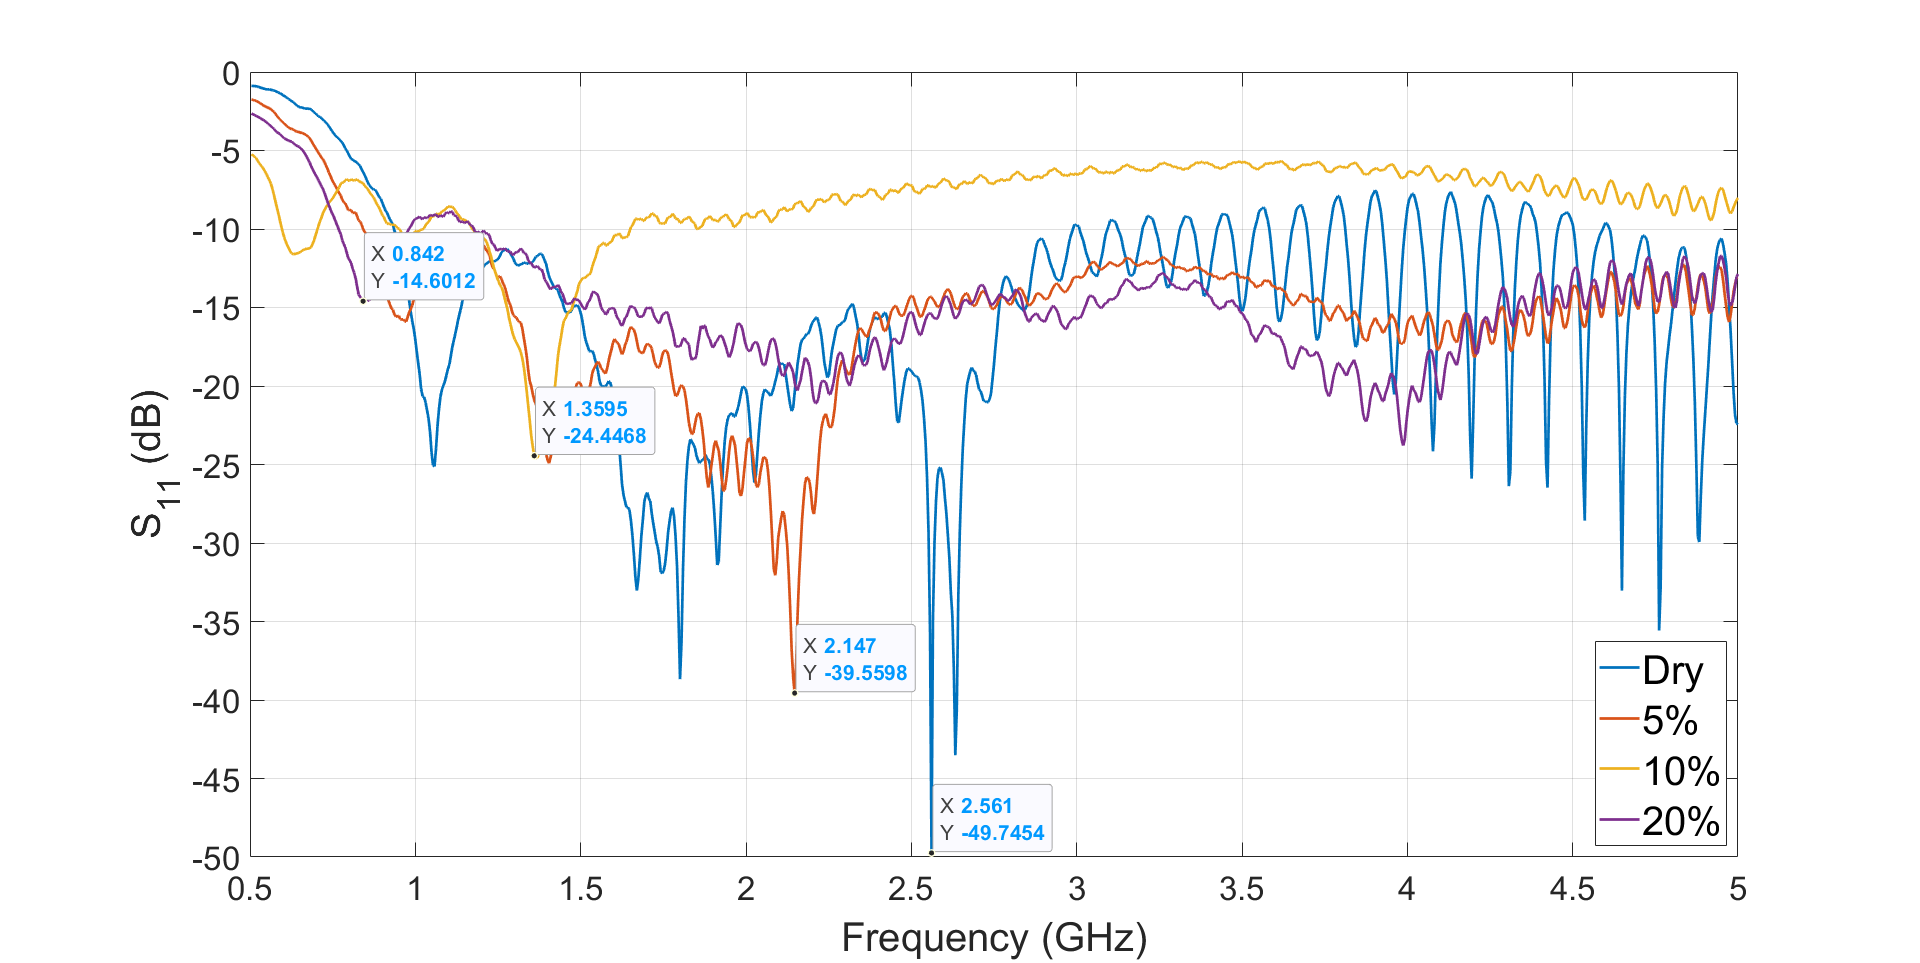 0
-5
-10
-15
-20
-25
-30
-35
-40
-45
-50
S11 (dB)
0.5 1 1.5 2 2.5 3 3.5 4 4.5 5
Frequency (GHz)
X 0.842
Y -14.6012
X 1.3595
Y -24.4468
X 2.147
Y -39.5598
X 2.561
Y -49.7454
Dry
5%
10%
20%